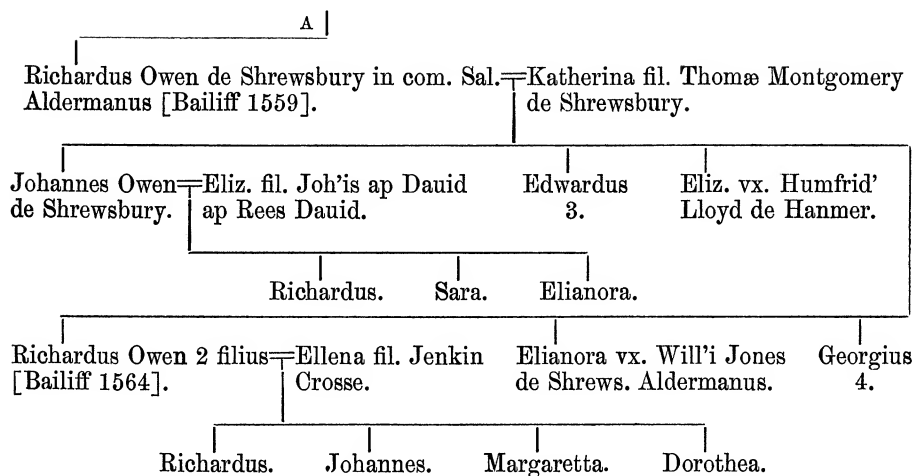 A
Richardus Owen de Shrewsbury in com. Sal.
Aldermanus [Bailiff 1559].
Katherina fil. Thomæ Montgomery
de Shrewsbury.
Johannes Owen
de Shrewsbury.
Eliz. fil. Joh'is ap Dauid
ap Rees Dauid.
Edwardus
3.
Eliz. vx. Humfrid'
Lloyd de Hanmer.
Richardus. Sara. Elianora.
Richardus Owen 2 filius
[Bailiff 1564].
Ellena fil. Jenkin
Crosse.
Elianora vx. Will'i Jones
de Shrews. Aldermanus.
Georgius
4.
Richardus. Johannes. Margaretta. Dorothea.